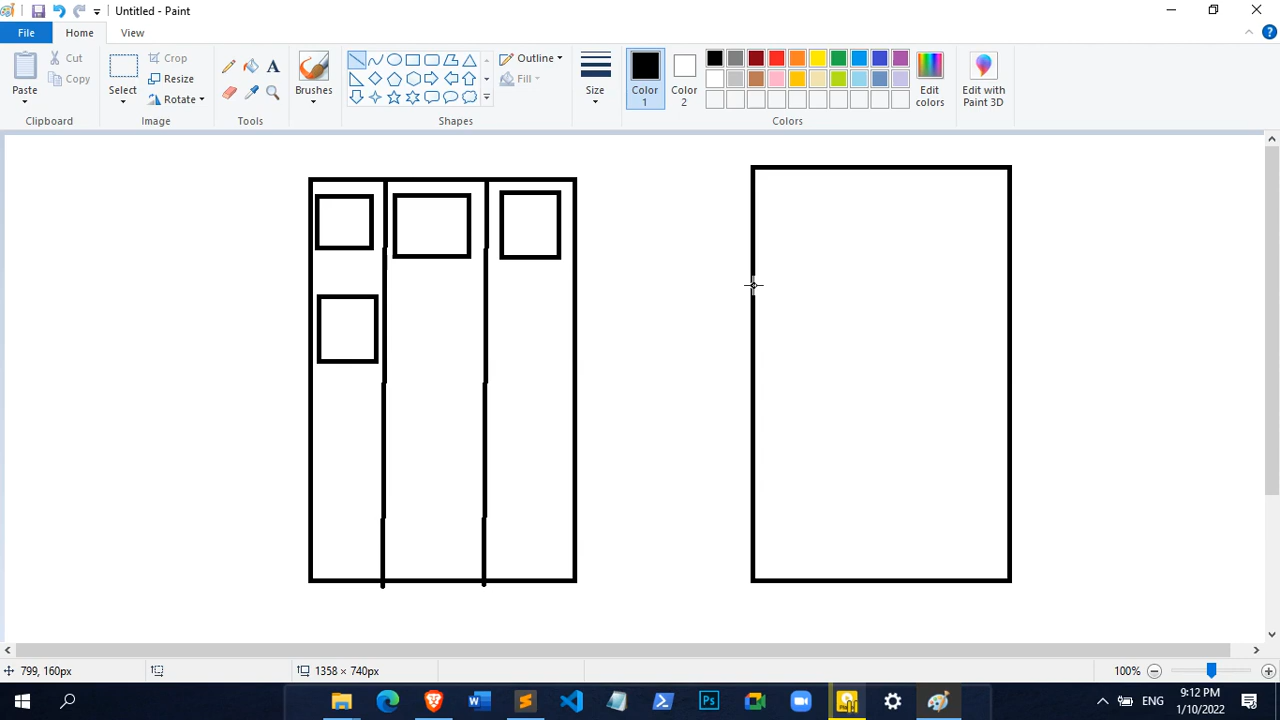 Untitled - Paint
File Home View
Paste
Cut
Copy
Clipboard
Select
Crop
Resize
Rotate
Image
Tools
Brushes
Shapes
Outline
Fill
Size
Color 1
Color 2
Colors
Edit colors
Edit with Paint 3D
799, 160px
1358 × 740px
100%
ENG
9:12 PM
1/10/2022